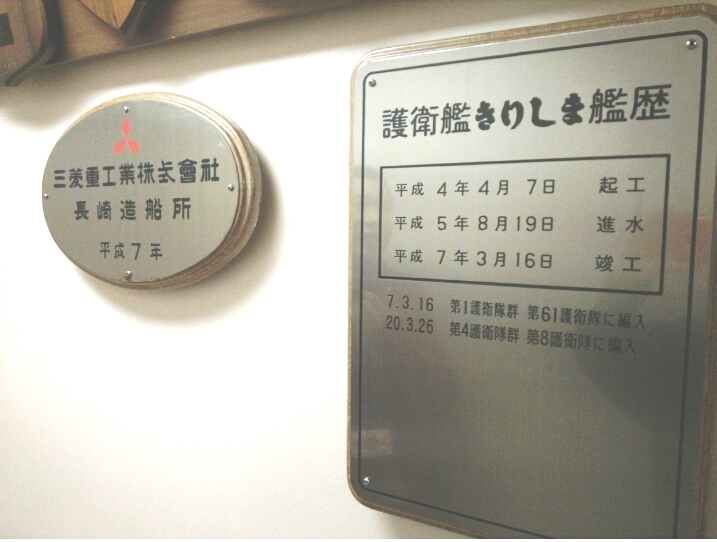 三菱重工業株式會社
長崎造船所
平成7年
護衛艦きりしま艦歴
平成 4年 4月 7日 起工
平成 5年 8月19日 進水
平成 7年 3月16日 竣工
7.3.16 第1護衛隊群 第61護衛隊に編入
20.3.26 第4護衛隊群 第8護衛隊に編入